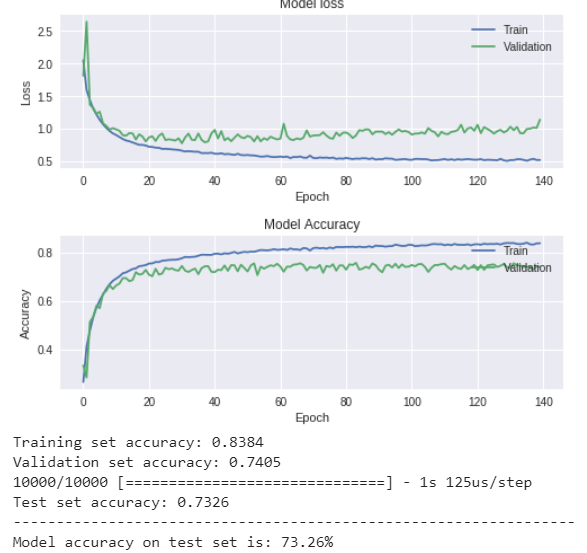 Model loss
Train
Validation
2.5
2.0
1.5
1.0
0.5
Loss
0 20 40 60 80 100 120 140
Epoch
Model Accuracy
Train
Validation
0.8
0.6
0.4
Accuracy
0 20 40 60 80 100 120 140
Epoch
Training set accuracy: 0.8384
Validation set accuracy: 0.7405
10000/10000 [==============================] - 1s 125us/step
Test set accuracy: 0.7326
--------------------------------------------------------------------
Model accuracy on test set is: 73.26%